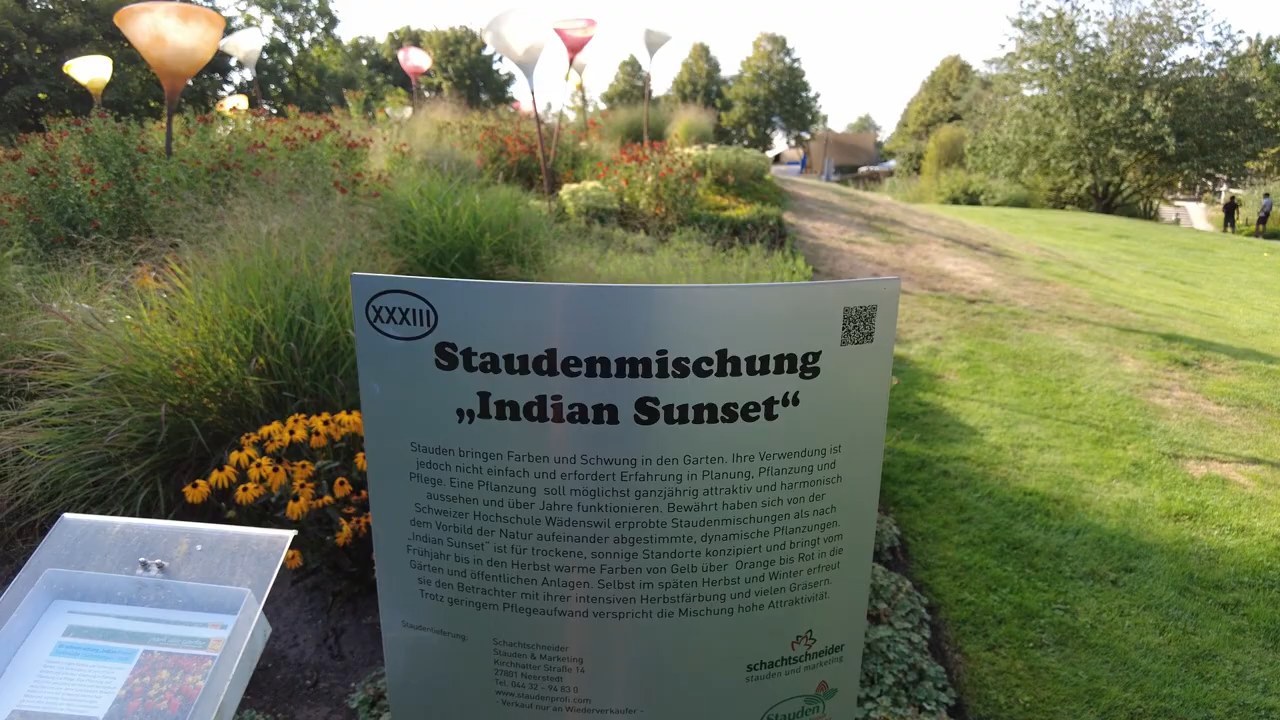 XXXIII
Staudenmischung
„Indian Sunset“
Stauden bringen Farben und Schwung in den Garten. Ihre Verwendung ist
jedoch nicht einfach und erfordert Erfahrung in Planung, Pflanzung und
Pflege. Eine Pflanzung soll möglichst ganzjährig attraktiv und harmonisch
aussehen und über Jahre funktionieren. Bewährt haben sich von der
Schweizer Hochschule Wädenswil erprobte Staudenmischungen als nach
dem Vorbild der Natur aufeinander abgestimmte, dynamische Pflanzungen.
„Indian Sunset“ ist für trockene, sonnige Standorte konzipiert und bringt vom
Frühjahr bis in den Herbst warme Farben von Gelb über Orange bis Rot in die
Gärten und öffentlichen Anlagen. Selbst im späten Herbst und Winter erfreut
sie den Betrachter mit ihrer intensiven Herbstfärbung und vielen Gräsern.
Trotz geringem Pflegeaufwand verspricht die Mischung hohe Attraktivität.
Staudenlieferung:
Schachtschneider
Stauden & Marketing
Kirchhatter Straße 14
27801 Neerstedt
Tel. 044 32 – 94 83 0
www.staudenprofi.com
- Verkauf nur an Wiederverkäufer -
schachtschneider
stauden und marketing
Stauden